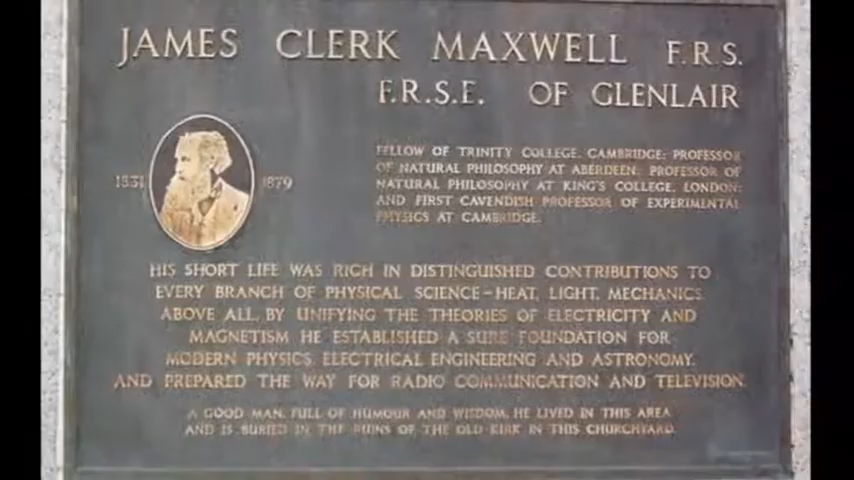 JAMES CLERK MAXWELL F.R.S.
F.R.S.E. OF GLENLAIR
1831 1879
FELLOW OF TRINITY COLLEGE, CAMBRIDGE: PROFESSOR
OF NATURAL PHILOSOPHY AT ABERDEEN: PROFESSOR OF
NATURAL PHILOSOPHY AT KING'S COLLEGE, LONDON:
AND FIRST CAVENDISH PROFESSOR OF EXPERIMENTAL
PHYSICS AT CAMBRIDGE.
HIS SHORT LIFE WAS RICH IN DISTINGUISHED CONTRIBUTIONS TO
EVERY BRANCH OF PHYSICAL SCIENCE - HEAT, LIGHT, MECHANICS.
ABOVE ALL, BY UNIFYING THE THEORIES OF ELECTRICITY AND
MAGNETISM HE ESTABLISHED A SURE FOUNDATION FOR
MODERN PHYSICS, ELECTRICAL ENGINEERING AND ASTRONOMY,
AND PREPARED THE WAY FOR RADIO COMMUNICATION AND TELEVISION.
A GOOD MAN, FULL OF HUMOUR AND WISDOM, HE LIVED IN THIS AREA
AND IS BURIED IN THE RUINS OF THE OLD KIRK IN THIS CHURCHYARD.